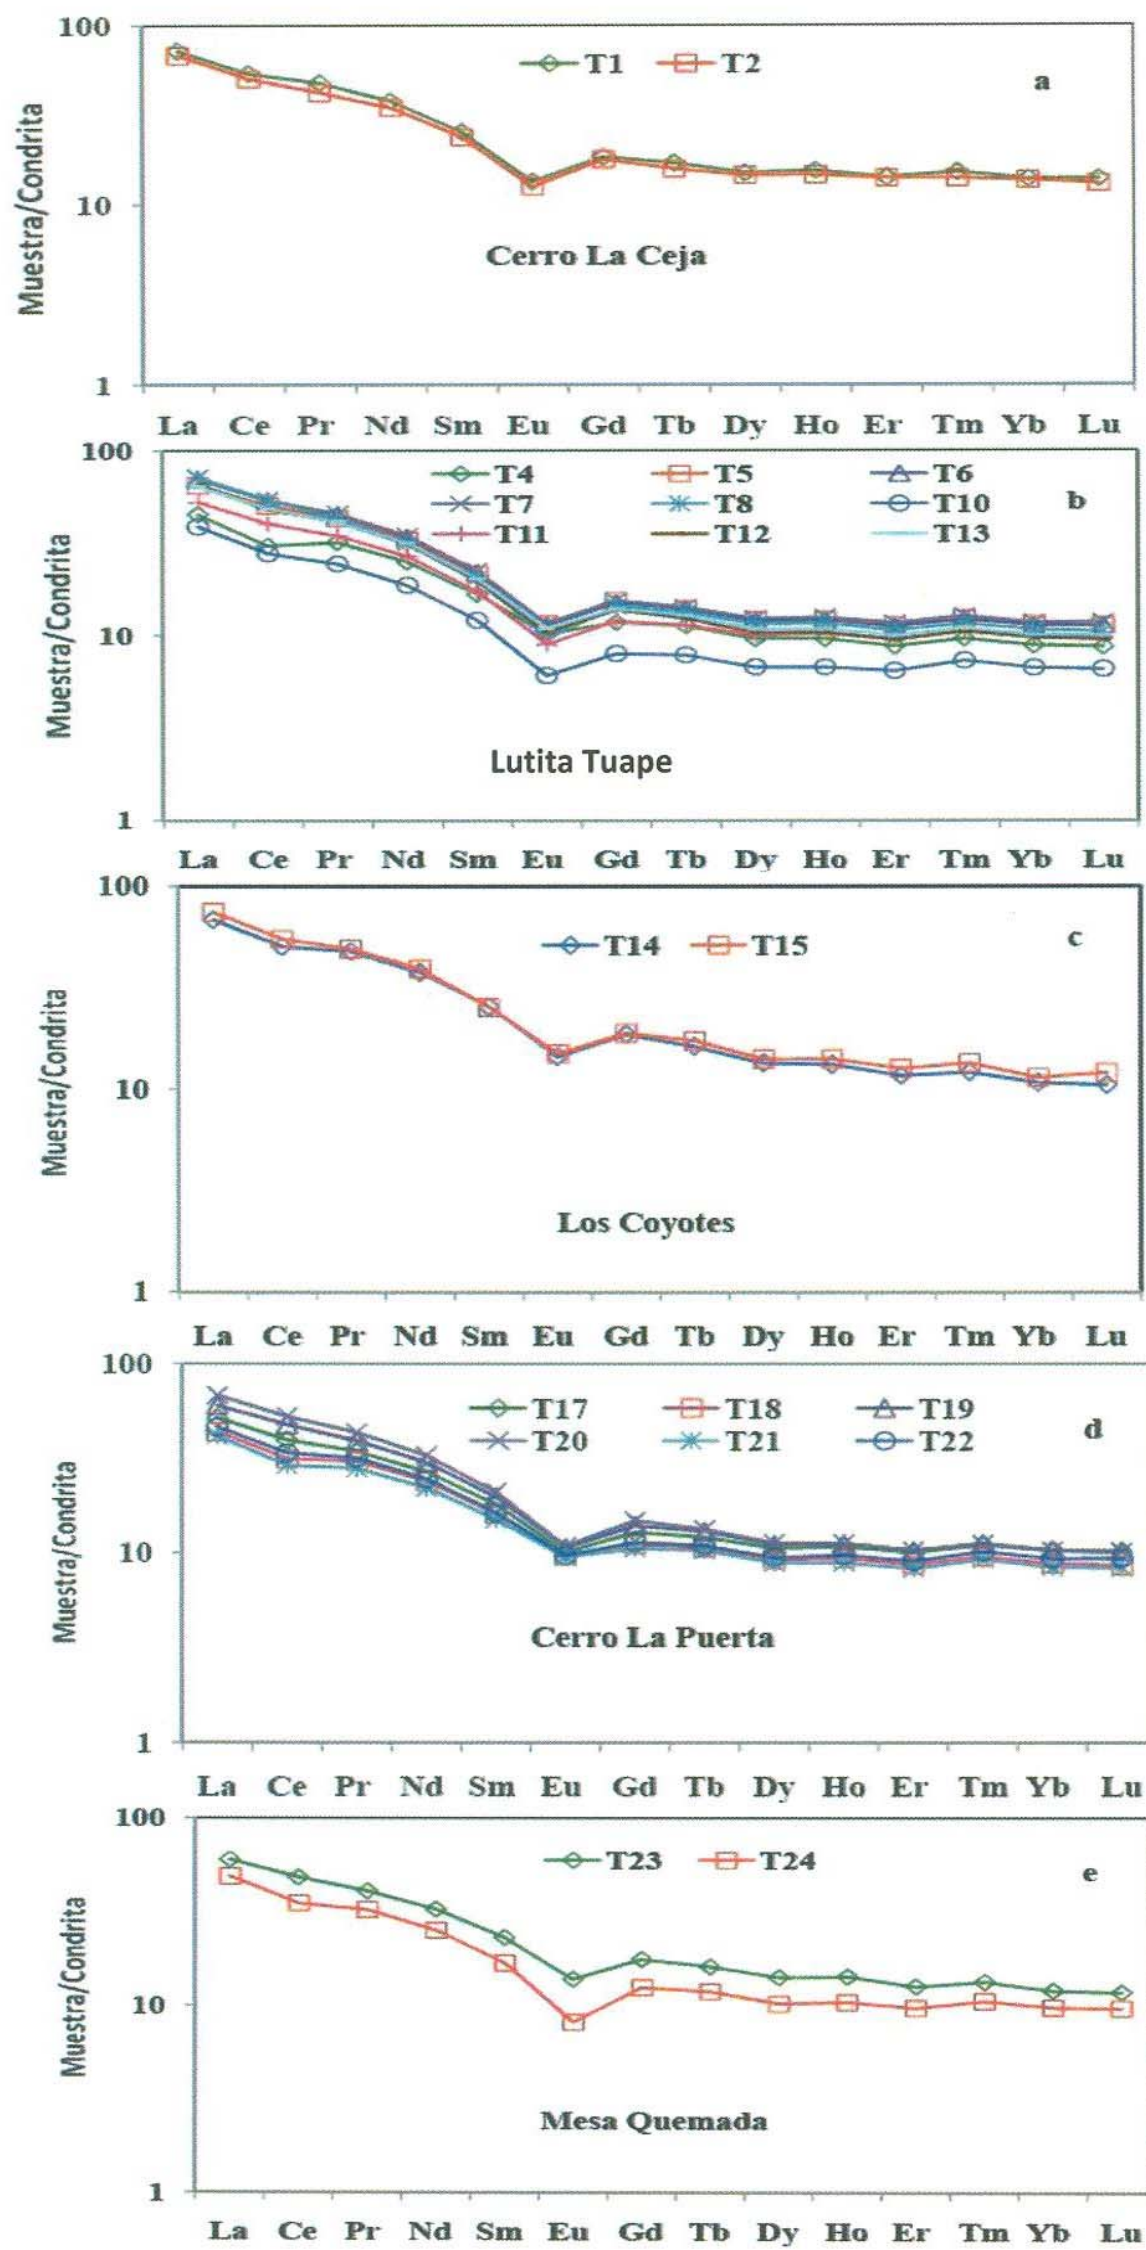 100
T1 T2
a
Muestra/Condrita
10
Cerro La Ceja
1
La Ce Pr Nd Sm Eu Gd Tb Dy Ho Er Tm Yb Lu
100
T4 T5 T6
T7 T8 T10
b
T11 T12 T13
Muestra/Condrita
10
Lutita Tuape
1
La Ce Pr Nd Sm Eu Gd Tb Dy Ho Er Tm Yb Lu
100
T14 T15
c
Muestra/Condrita
10
Los Coyotes
1
La Ce Pr Nd Sm Eu Gd Tb Dy Ho Er Tm Yb Lu
100
T17 T18 T19
d
T20 T21 T22
Muestra/Condrita
10
Cerro La Puerta
1
La Ce Pr Nd Sm Eu Gd Tb Dy Ho Er Tm Yb Lu
100
T23 T24
e
Muestra/Condrita
10
Mesa Quemada
1
La Ce Pr Nd Sm Eu Gd Tb Dy Ho Er Tm Yb Lu